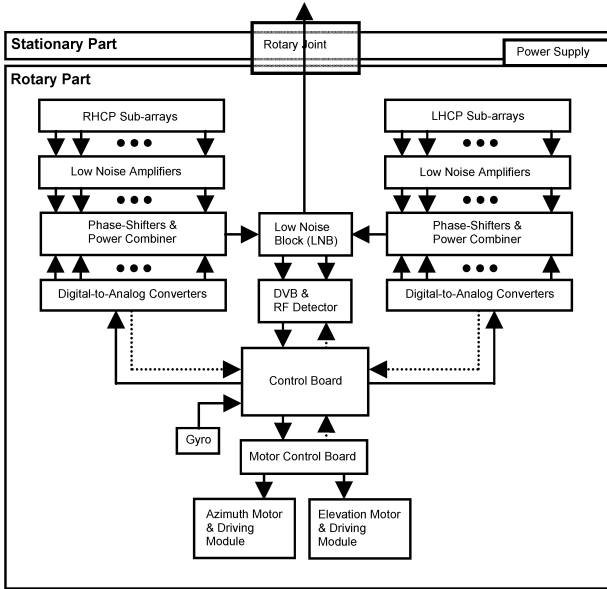 Stationary Part
Rotary Joint
Power Supply
Rotary Part
RHCP Sub-arrays
LHCP Sub-arrays
Low Noise Amplifiers
Low Noise Amplifiers
Phase-Shifters &
Power Combiner
Low Noise
Block (LNB)
Phase-Shifters &
Power Combiner
Digital-to-Analog Converters
DVB &
RF Detector
Digital-to-Analog Converters
Control Board
Gyro
Motor Control Board
Azimuth Motor
& Driving
Module
Elevation Motor
& Driving
Module